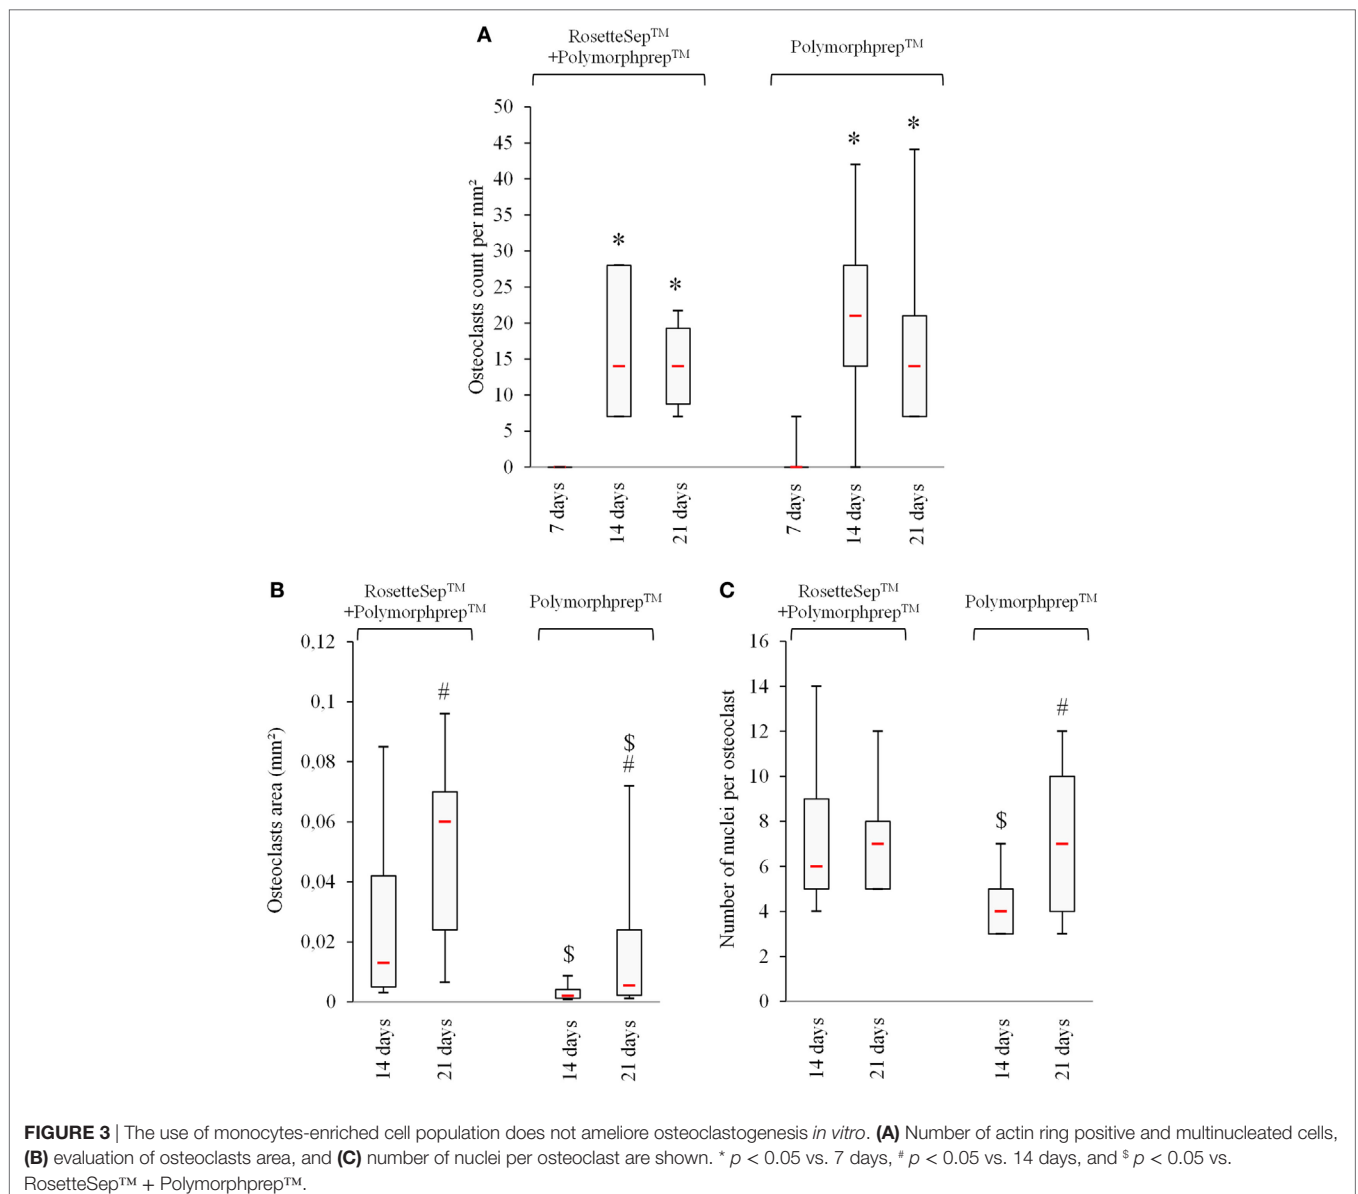 A
RosetteSep™
+Polymorphprep™
Polymorphprep™
Osteoclasts count per mm²
50
45
40
35
30
25
20
15
10
5
0
*
*
*
*
7 days
14 days
21 days
7 days
14 days
21 days
B
RosetteSep™
+Polymorphprep™
Polymorphprep™
Osteoclasts area (mm²)
0,12
0,1
0,08
0,06
0,04
0,02
0
#
$
$
#
14 days
21 days
14 days
21 days
C
RosetteSep™
+Polymorphprep™
Polymorphprep™
Number of nuclei per osteoclast
16
14
12
10
8
6
4
2
0
$
#
14 days
21 days
14 days
21 days
FIGURE 3 | The use of monocytes-enriched cell population does not ameliore osteoclastogenesis in vitro. (A) Number of actin ring positive and multinucleated cells,
(B) evaluation of osteoclasts area, and (C) number of nuclei per osteoclast are shown. * p < 0.05 vs. 7 days, # p < 0.05 vs. 14 days, and $ p < 0.05 vs.
RosetteSep™ + Polymorphprep™.